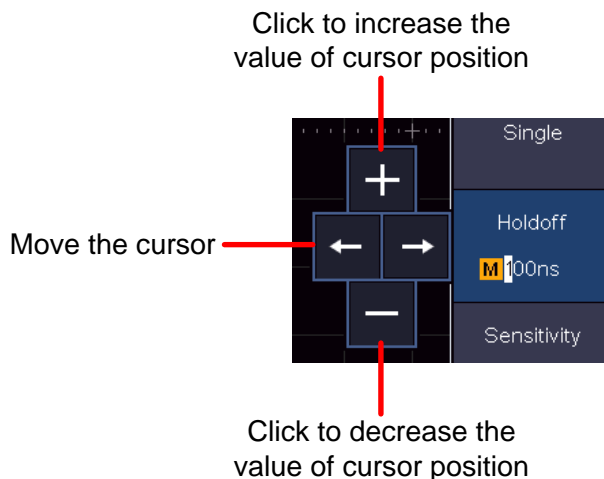 Click to increase the
value of cursor position
Single
+
Move the cursor
← →
Holdoff
M 100ns
−
Sensitivity
Click to decrease the
value of cursor position